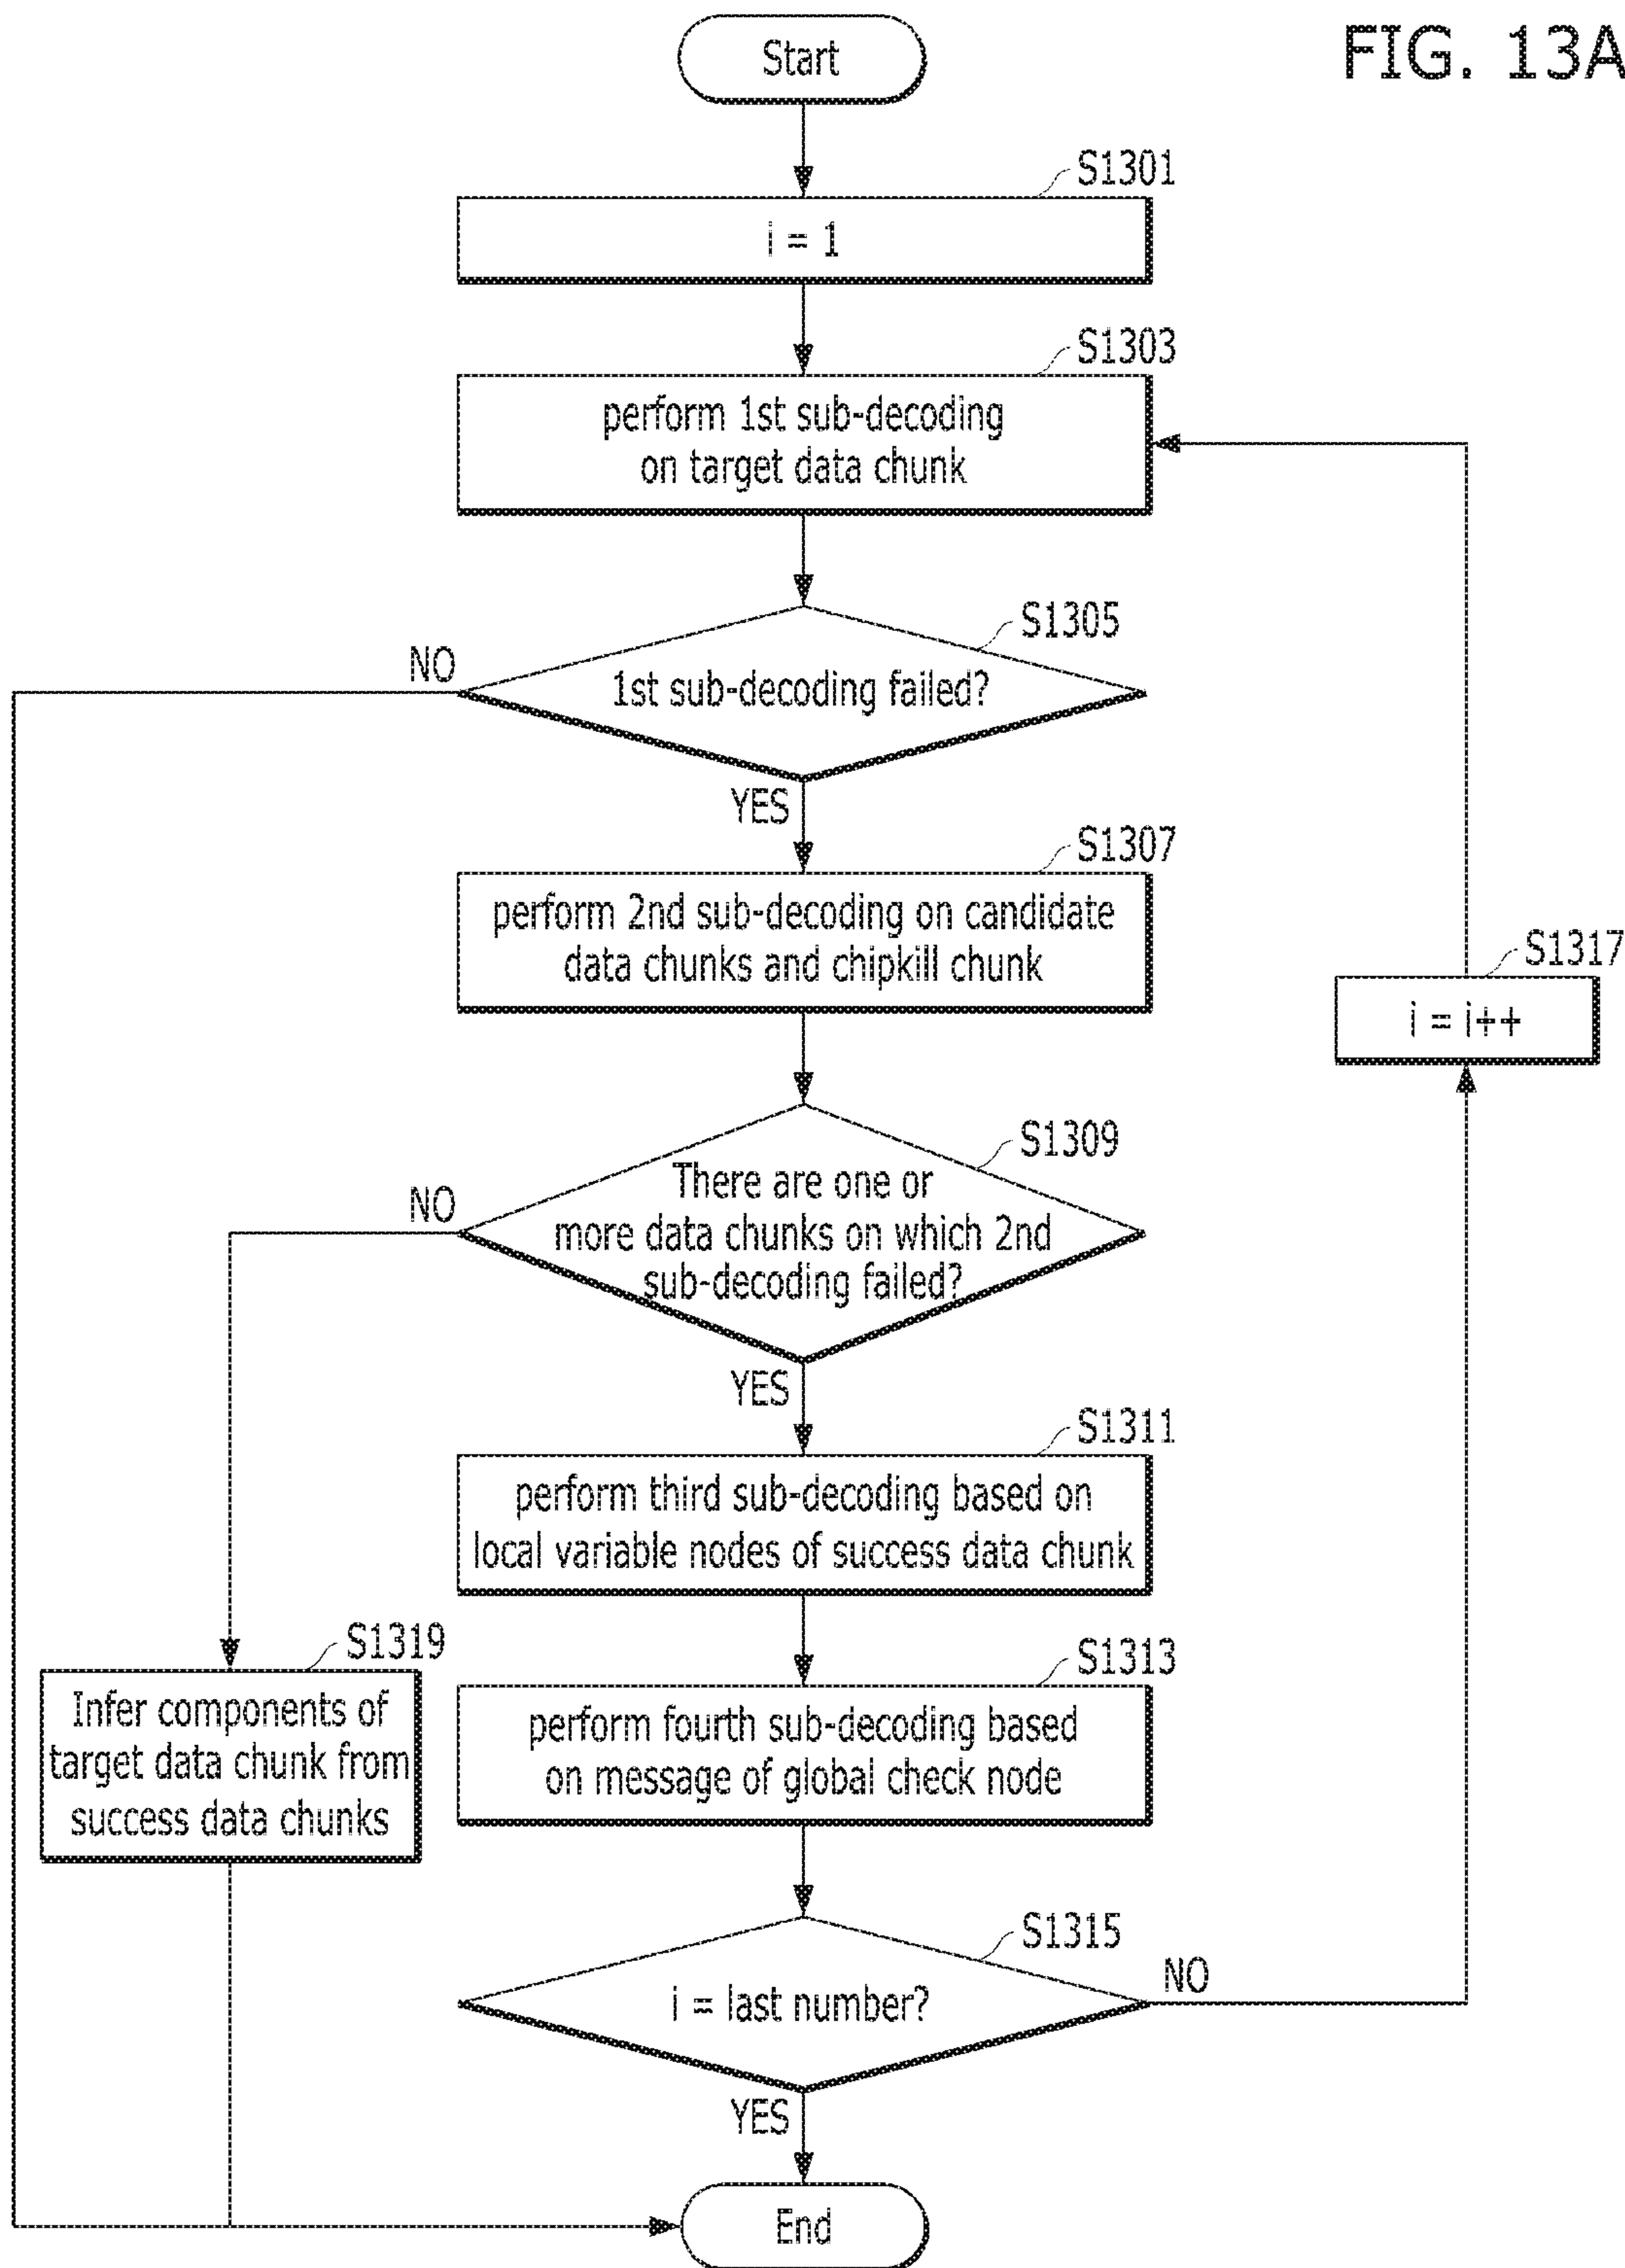 FIG. 13A
Start
S1301
i = 1
S1303
perform 1st sub-decoding
on target data chunk
S1305
NO
1st sub-decoding failed?
YES
S1307
perform 2nd sub-decoding on candidate
data chunks and chipkill chunk
S1317
i = i++
S1309
NO
There are one or
more data chunks on which 2nd
sub-decoding failed?
YES
S1311
perform third sub-decoding based on
local variable nodes of success data chunk
S1319
Infer components of
target data chunk from
success data chunks
S1313
perform fourth sub-decoding based
on message of global check node
S1315
NO
i = last number?
YES
End